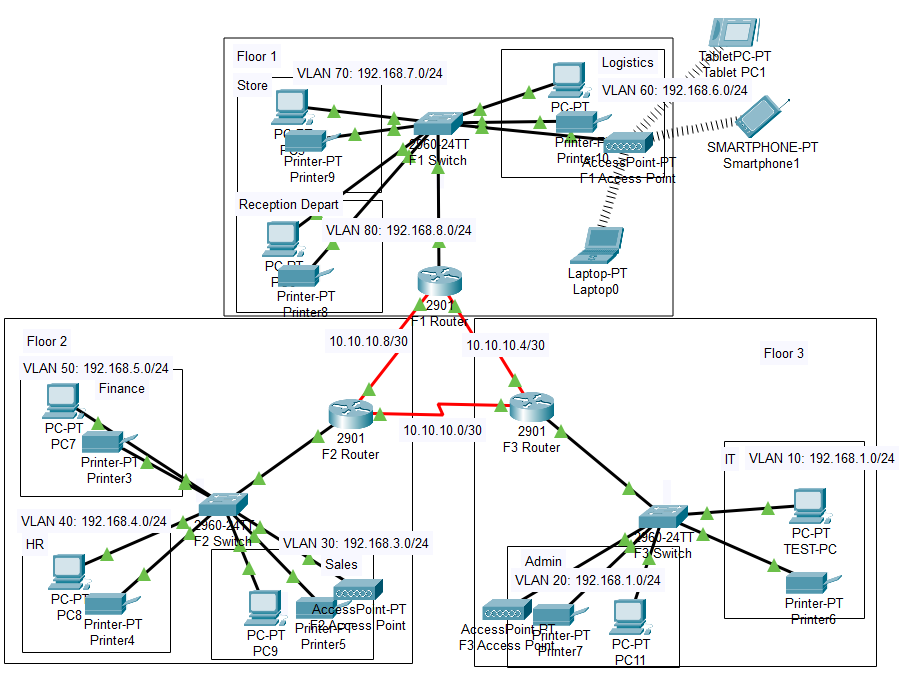 Floor 1
VLAN 70: 192.168.7.0/24
Store
Printer-PT
Printer9
2960-24TT
F1 Switch
Logistics
VLAN 60: 192.168.6.0/24
PC-PT
Printer10
AccessPoint-PT
F1 Access Point
TabletPC-PT
Tablet PC1
SMARTPHONE-PT
Smartphone1
Laptop-PT
Laptop0
Reception Depart
VLAN 80: 192.168.8.0/24
Printer-PT
Printer8
2901
F1 Router
10.10.10.8/30
10.10.10.4/30
10.10.10.0/30
Floor 2
VLAN 50: 192.168.5.0/24
Finance
PC-PT
PC7
Printer-PT
Printer3
2901
F2 Router
2960-24TT
F2 Switch
VLAN 40: 192.168.4.0/24
HR
PC-PT
PC8
Printer-PT
Printer4
VLAN 30: 192.168.3.0/24
Sales
PC-PT
PC9
Printer-PT
Printer5
AccessPoint-PT
F2 Access Point
Floor 3
2901
F3 Router
2960-24TT
F3 Switch
IT
VLAN 10: 192.168.1.0/24
PC-PT
TEST-PC
Printer-PT
Printer6
Admin
VLAN 20: 192.168.1.0/24
AccessPoint-PT
F3 Access Point
Printer-PT
Printer7
PC-PT
PC11